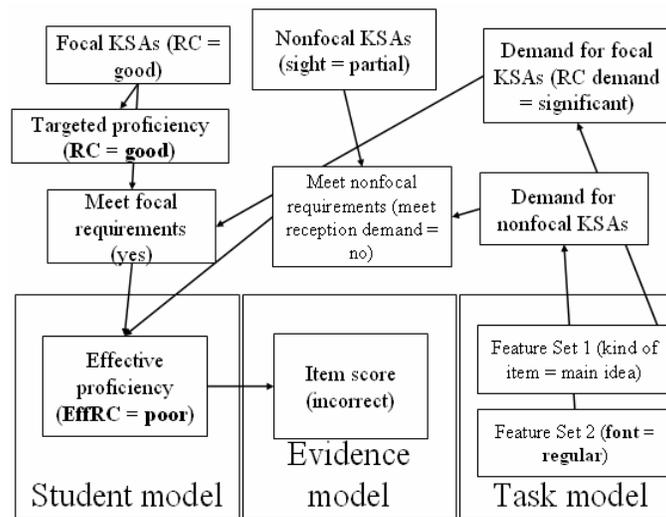 Focal KSAs (RC =
good)
Nonfocal KSAs
(sight = partial)
Demand for focal
KSAs (RC demand
= significant)
Targeted proficiency
(RC = good)
Meet focal
requirements
(yes)
Meet nonfocal
requirements (meet
reception demand =
no)
Demand for
nonfocal KSAs
Effective
proficiency
(EffRC = poor)
Student model
Item score
(incorrect)
Evidence
model
Feature Set 1 (kind of
item = main idea)
Feature Set 2 (font =
regular)
Task model